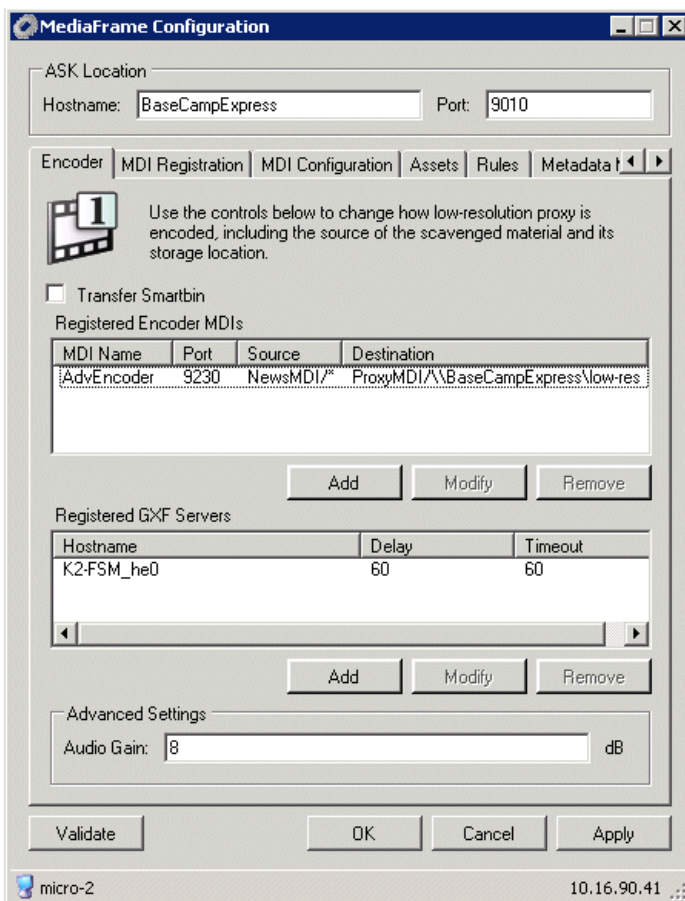 MediaFrame Configuration
ASK Location
Hostname: BaseCampExpress Port: 9010
Encoder MDI Registration MDI Configuration Assets Rules Metadata
1
Use the controls below to change how low-resolution proxy is
encoded, including the source of the scavenged material and its
storage location.
Transfer Smartbin
Registered Encoder MDIs
MDI Name Port Source Destination
AdvEncoder 9230 NewsMDI/* ProxyMDI/\\BaseCampExpress\low-res
Add Modify Remove
Registered GXF Servers
Hostname Delay Timeout
K2-FSM_he0 60 60
Add Modify Remove
Advanced Settings
Audio Gain: 8 dB
Validate OK Cancel Apply
micro-2 10.16.90.41